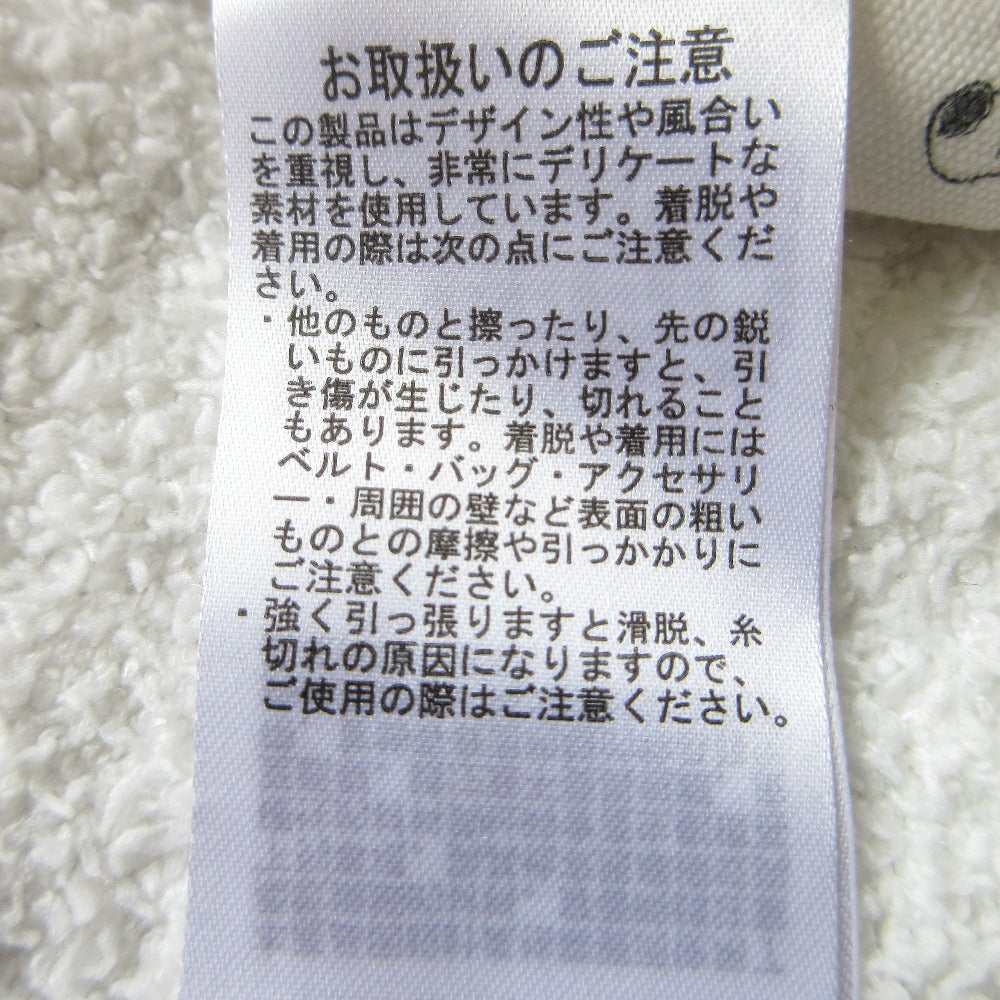 お取扱いのご注意
この製品はデザイン性や風合い
を重視し、非常にデリケートな
素材を使用しています。着脱や
着用の際は次の点にご注意くだ
さい。
・他のものと擦ったり、先の鋭
いものに引っかけますと、引
き傷が生じたり、切れること
もあります。着脱や着用には
ベルト・バッグ・アクセサリ
ー・周囲の壁など表面の粗い
ものとの摩擦や引っかかりに
ご注意ください。
・強く引っ張りますと滑脱、糸
切れの原因になりますので、
ご使用の際はご注意ください。